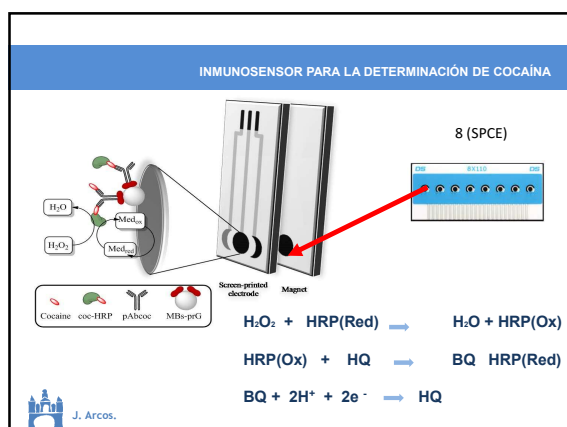 INMUNOSENSOR PARA LA DETERMINACIÓN DE COCAÍNA
8 (SPCE)
DS 8X110 DS
H₂O
Medox
H₂O₂
Medred
Screen-printed
electrode
Magnet
Cocaine coc-HRP pAbcoc MBs-prG
H₂O₂ + HRP(Red) → H₂O + HRP(Ox)
HRP(Ox) + HQ → BQ HRP(Red)
BQ + 2H⁺ + 2e⁻ → HQ
J. Arcos.